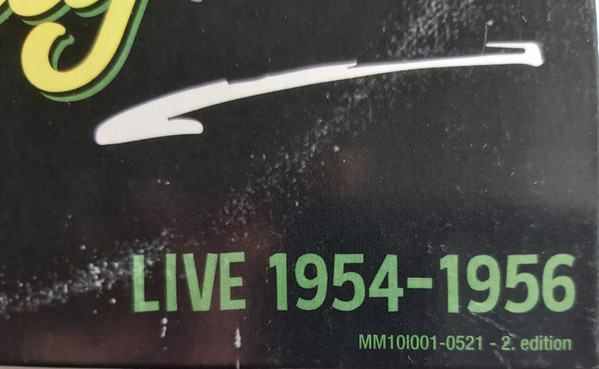 LIVE 1954-1956
MM10I001-0521 - 2. edition